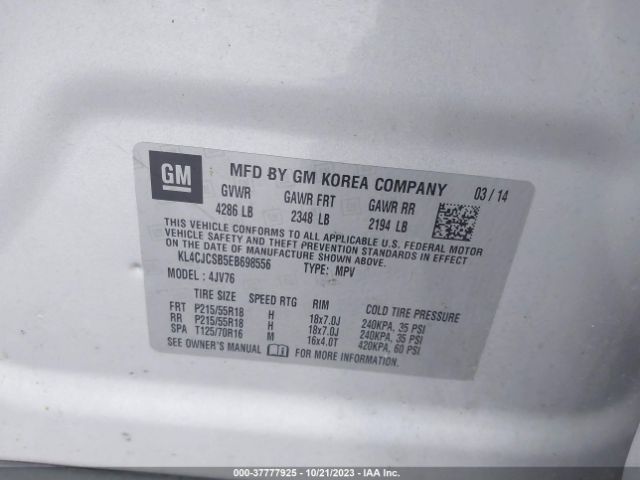 GM
MFD BY GM KOREA COMPANY 03/14
GVWR GAWR FRT GAWR RR
4286 LB 2348 LB 2194 LB
THIS VEHICLE CONFORMS TO ALL APPLICABLE U.S. FEDERAL MOTOR
VEHICLE SAFETY AND THEFT PREVENTION STANDARDS IN EFFECT ON
THE DATE OF MANUFACTURE SHOWN ABOVE.
KL4CJCSB5EB698556 TYPE: MPV
MODEL: 4JV76
TIRE SIZE SPEED RTG RIM COLD TIRE PRESSURE
FRT P215/55R18 H 18x7.0J 240KPA, 35 PSI
RR P215/55R18 H 18x7.0J 240KPA, 35 PSI
SPA T125/70R16 M 16x4.0T 420KPA, 60 PSI
SEE OWNER'S MANUAL FOR MORE INFORMATION.
000-37777925 - 10/21/2023 - IAA Inc.